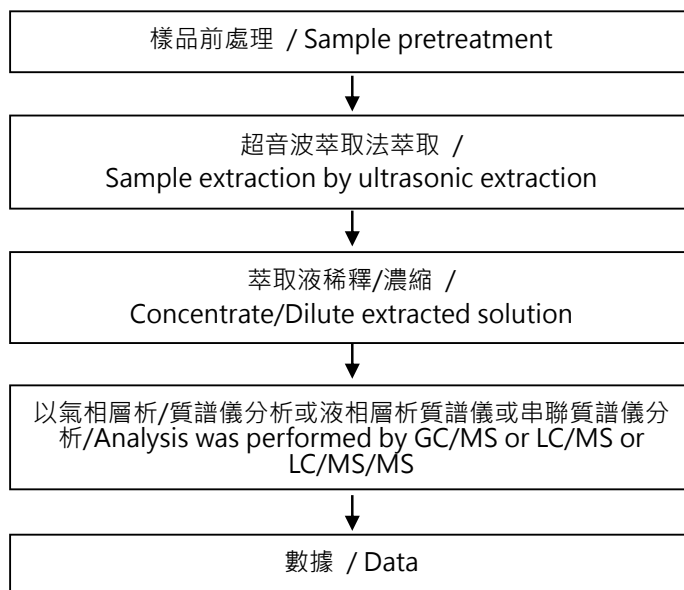 樣品前處理 / Sample pretreatment
超音波萃取法萃取 /
Sample extraction by ultrasonic extraction
萃取液稀釋/濃縮 /
Concentrate/Dilute extracted solution
以氣相層析/質譜儀分析或液相層析質譜儀或串聯質譜儀分
析/Analysis was performed by GC/MS or LC/MS or
LC/MS/MS
數據 / Data